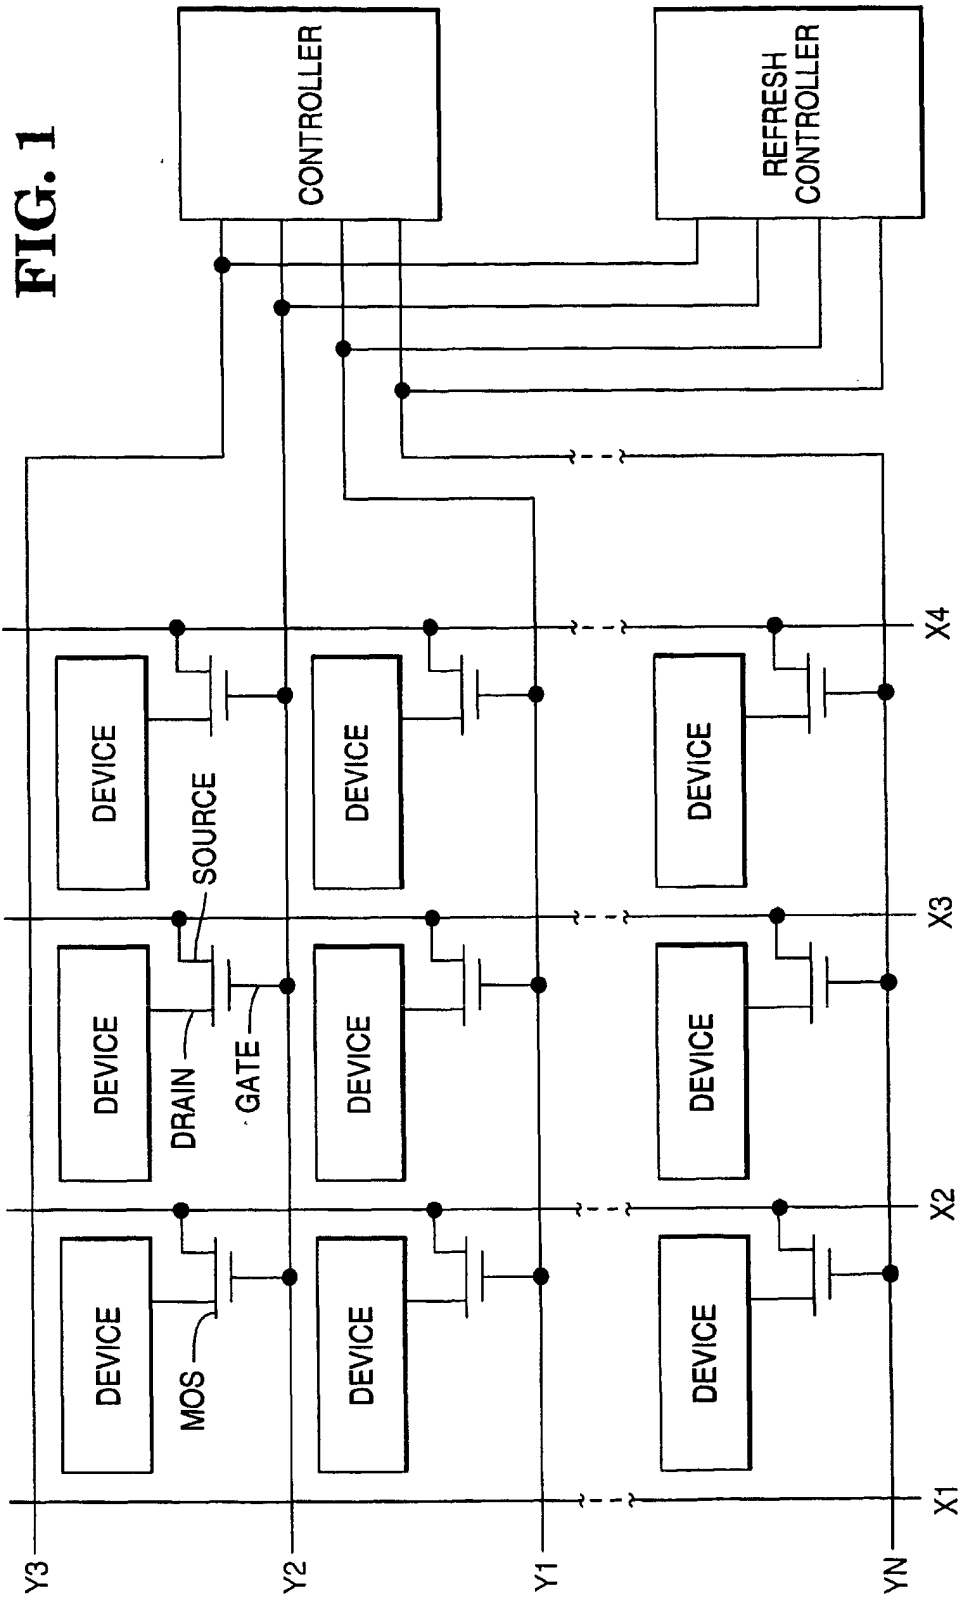 FIG. 1
Y3
DEVICE
DEVICE
DEVICE
MOS
DRAIN
SOURCE
GATE
CONTROLLER
Y2
DEVICE
DEVICE
DEVICE
Y1
DEVICE
DEVICE
DEVICE
REFRESH
CONTROLLER
YN
X1
X2
X3
X4